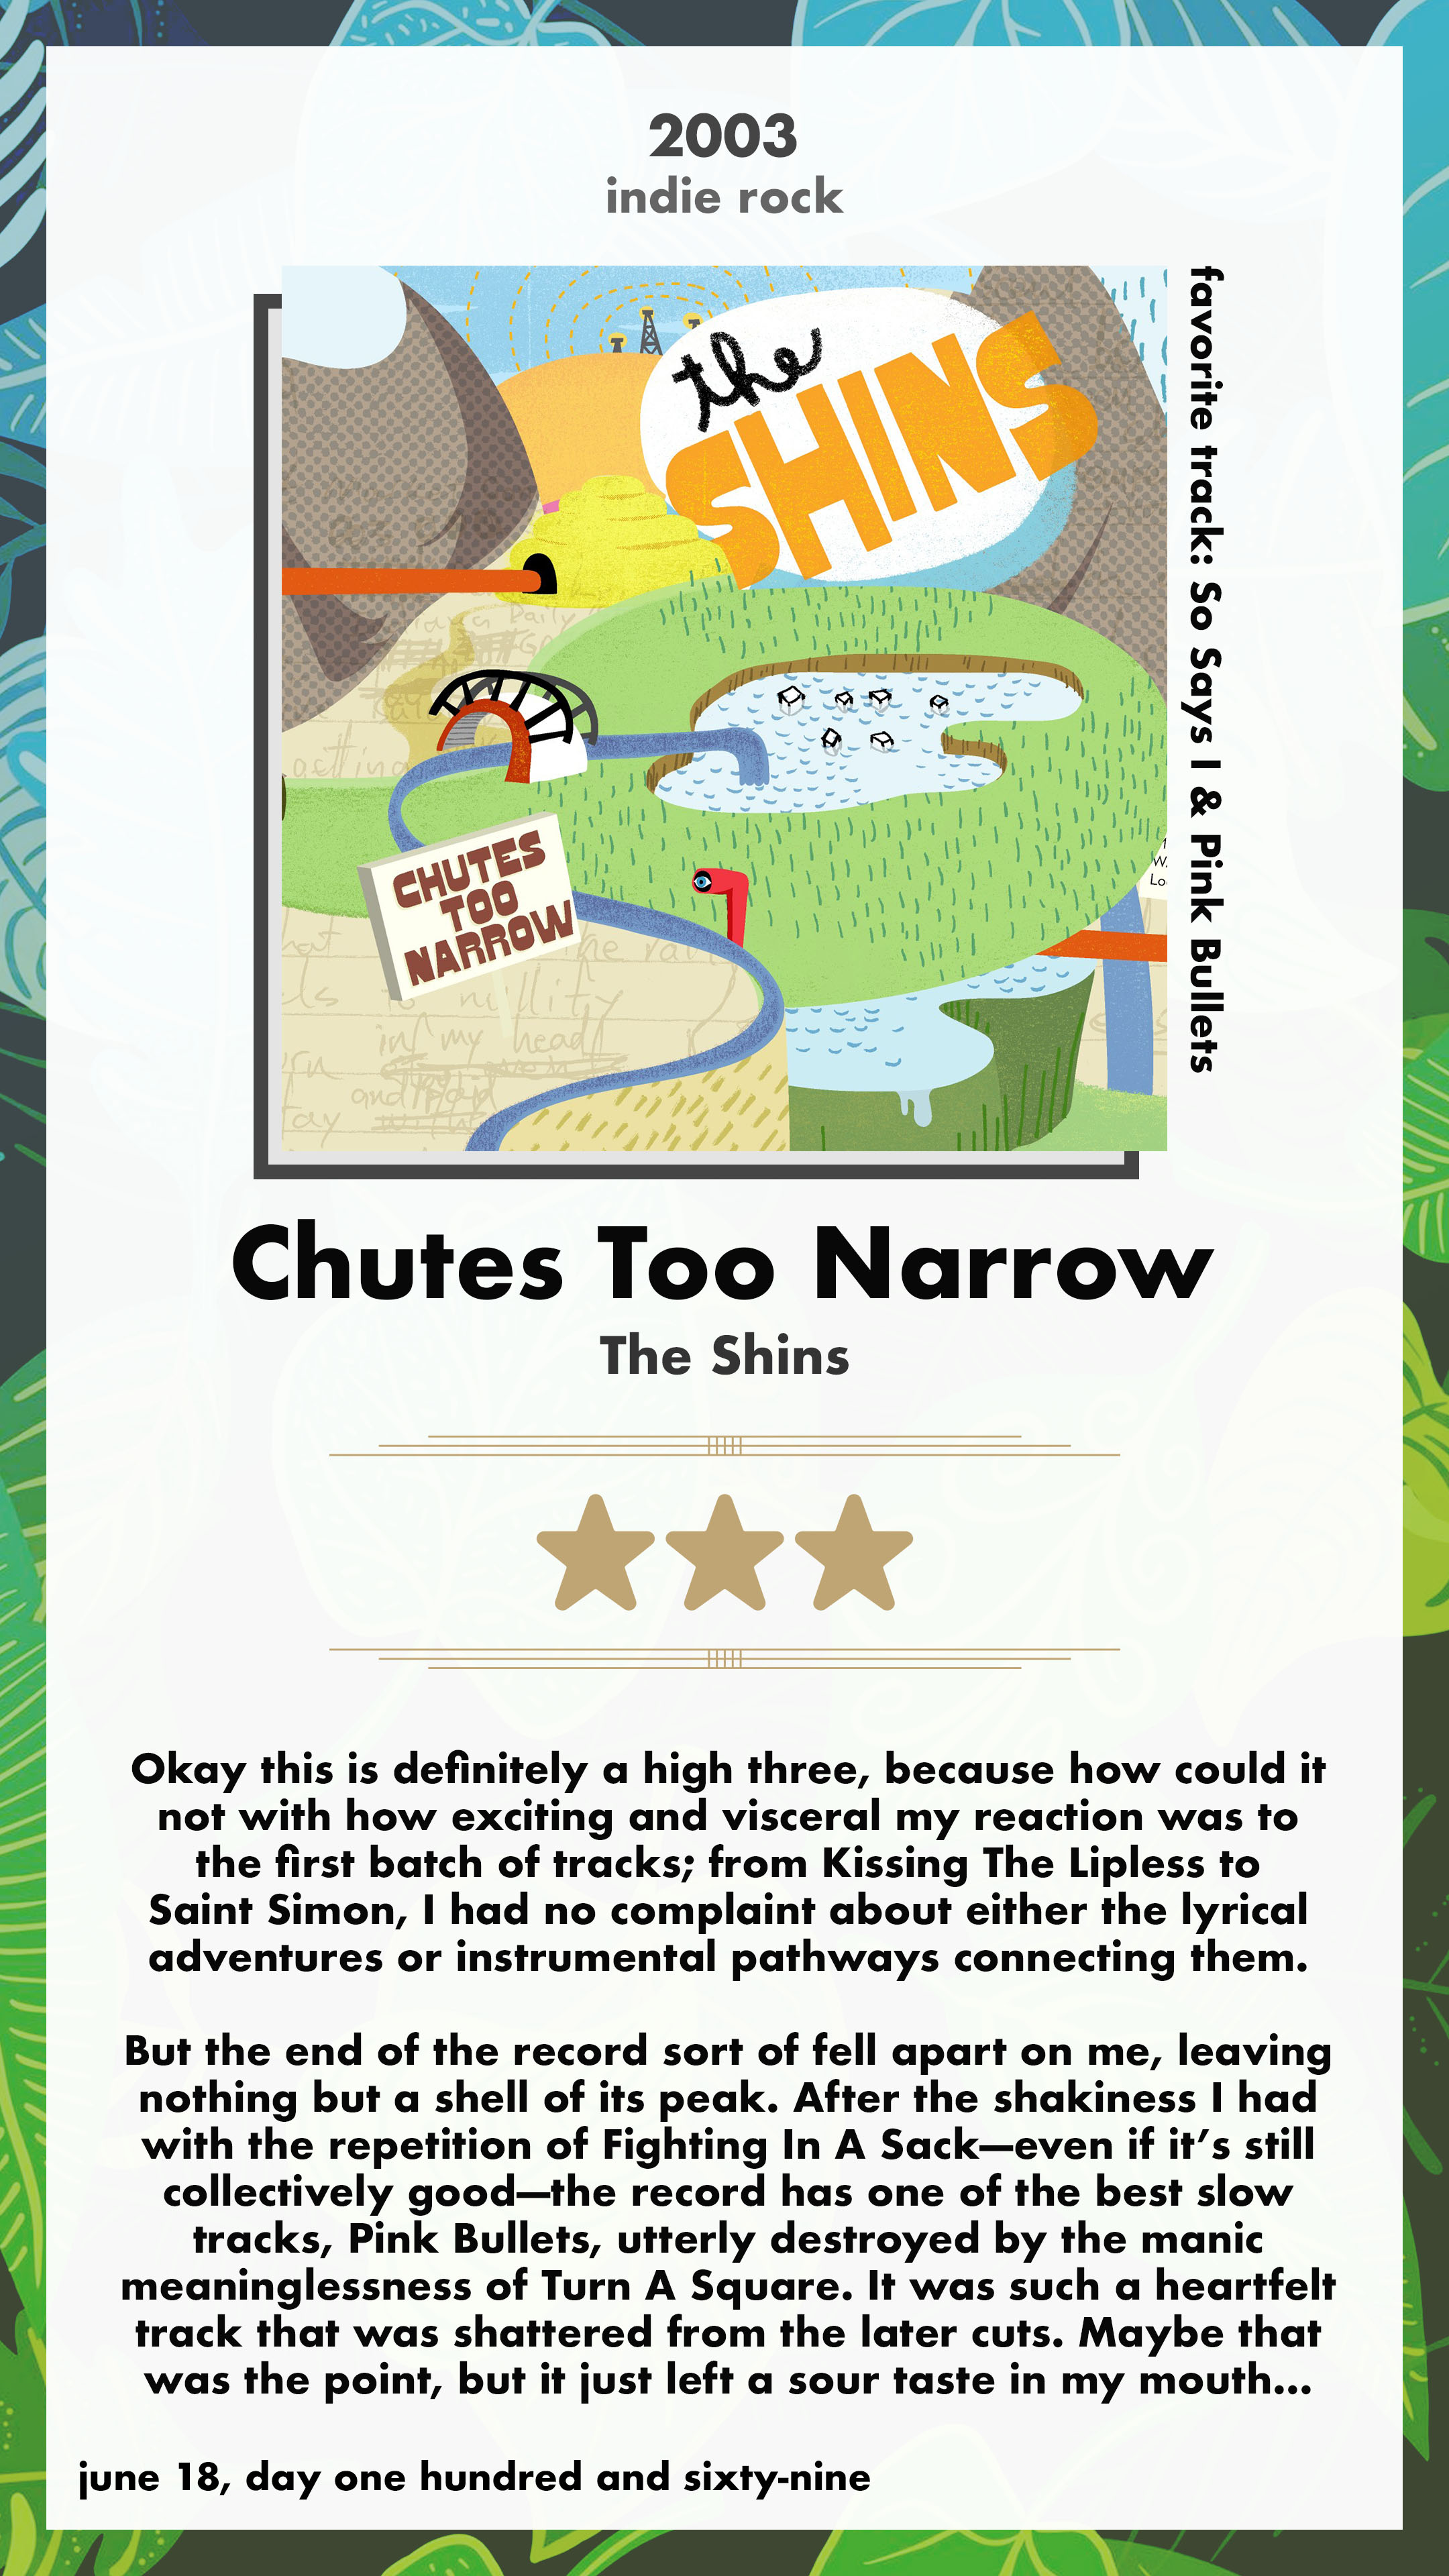 2003
indie rock
the
SHINS
CHUTES
TOO
NARROW
nullity
in my head
and
favorite track: So Says I & Pink Bullets
Chutes Too Narrow
The Shins
Okay this is definitely a high three, because how could it
not with how exciting and visceral my reaction was to
the first batch of tracks; from Kissing The Lipless to
Saint Simon, I had no complaint about either the lyrical
adventures or instrumental pathways connecting them.
But the end of the record sort of fell apart on me, leaving
nothing but a shell of its peak. After the shakiness I had
with the repetition of Fighting In A Sack—even if it’s still
collectively good—the record has one of the best slow
tracks, Pink Bullets, utterly destroyed by the manic
meaninglessness of Turn A Square. It was such a heartfelt
track that was shattered from the later cuts. Maybe that
was the point, but it just left a sour taste in my mouth...
june 18, day one hundred and sixty-nine